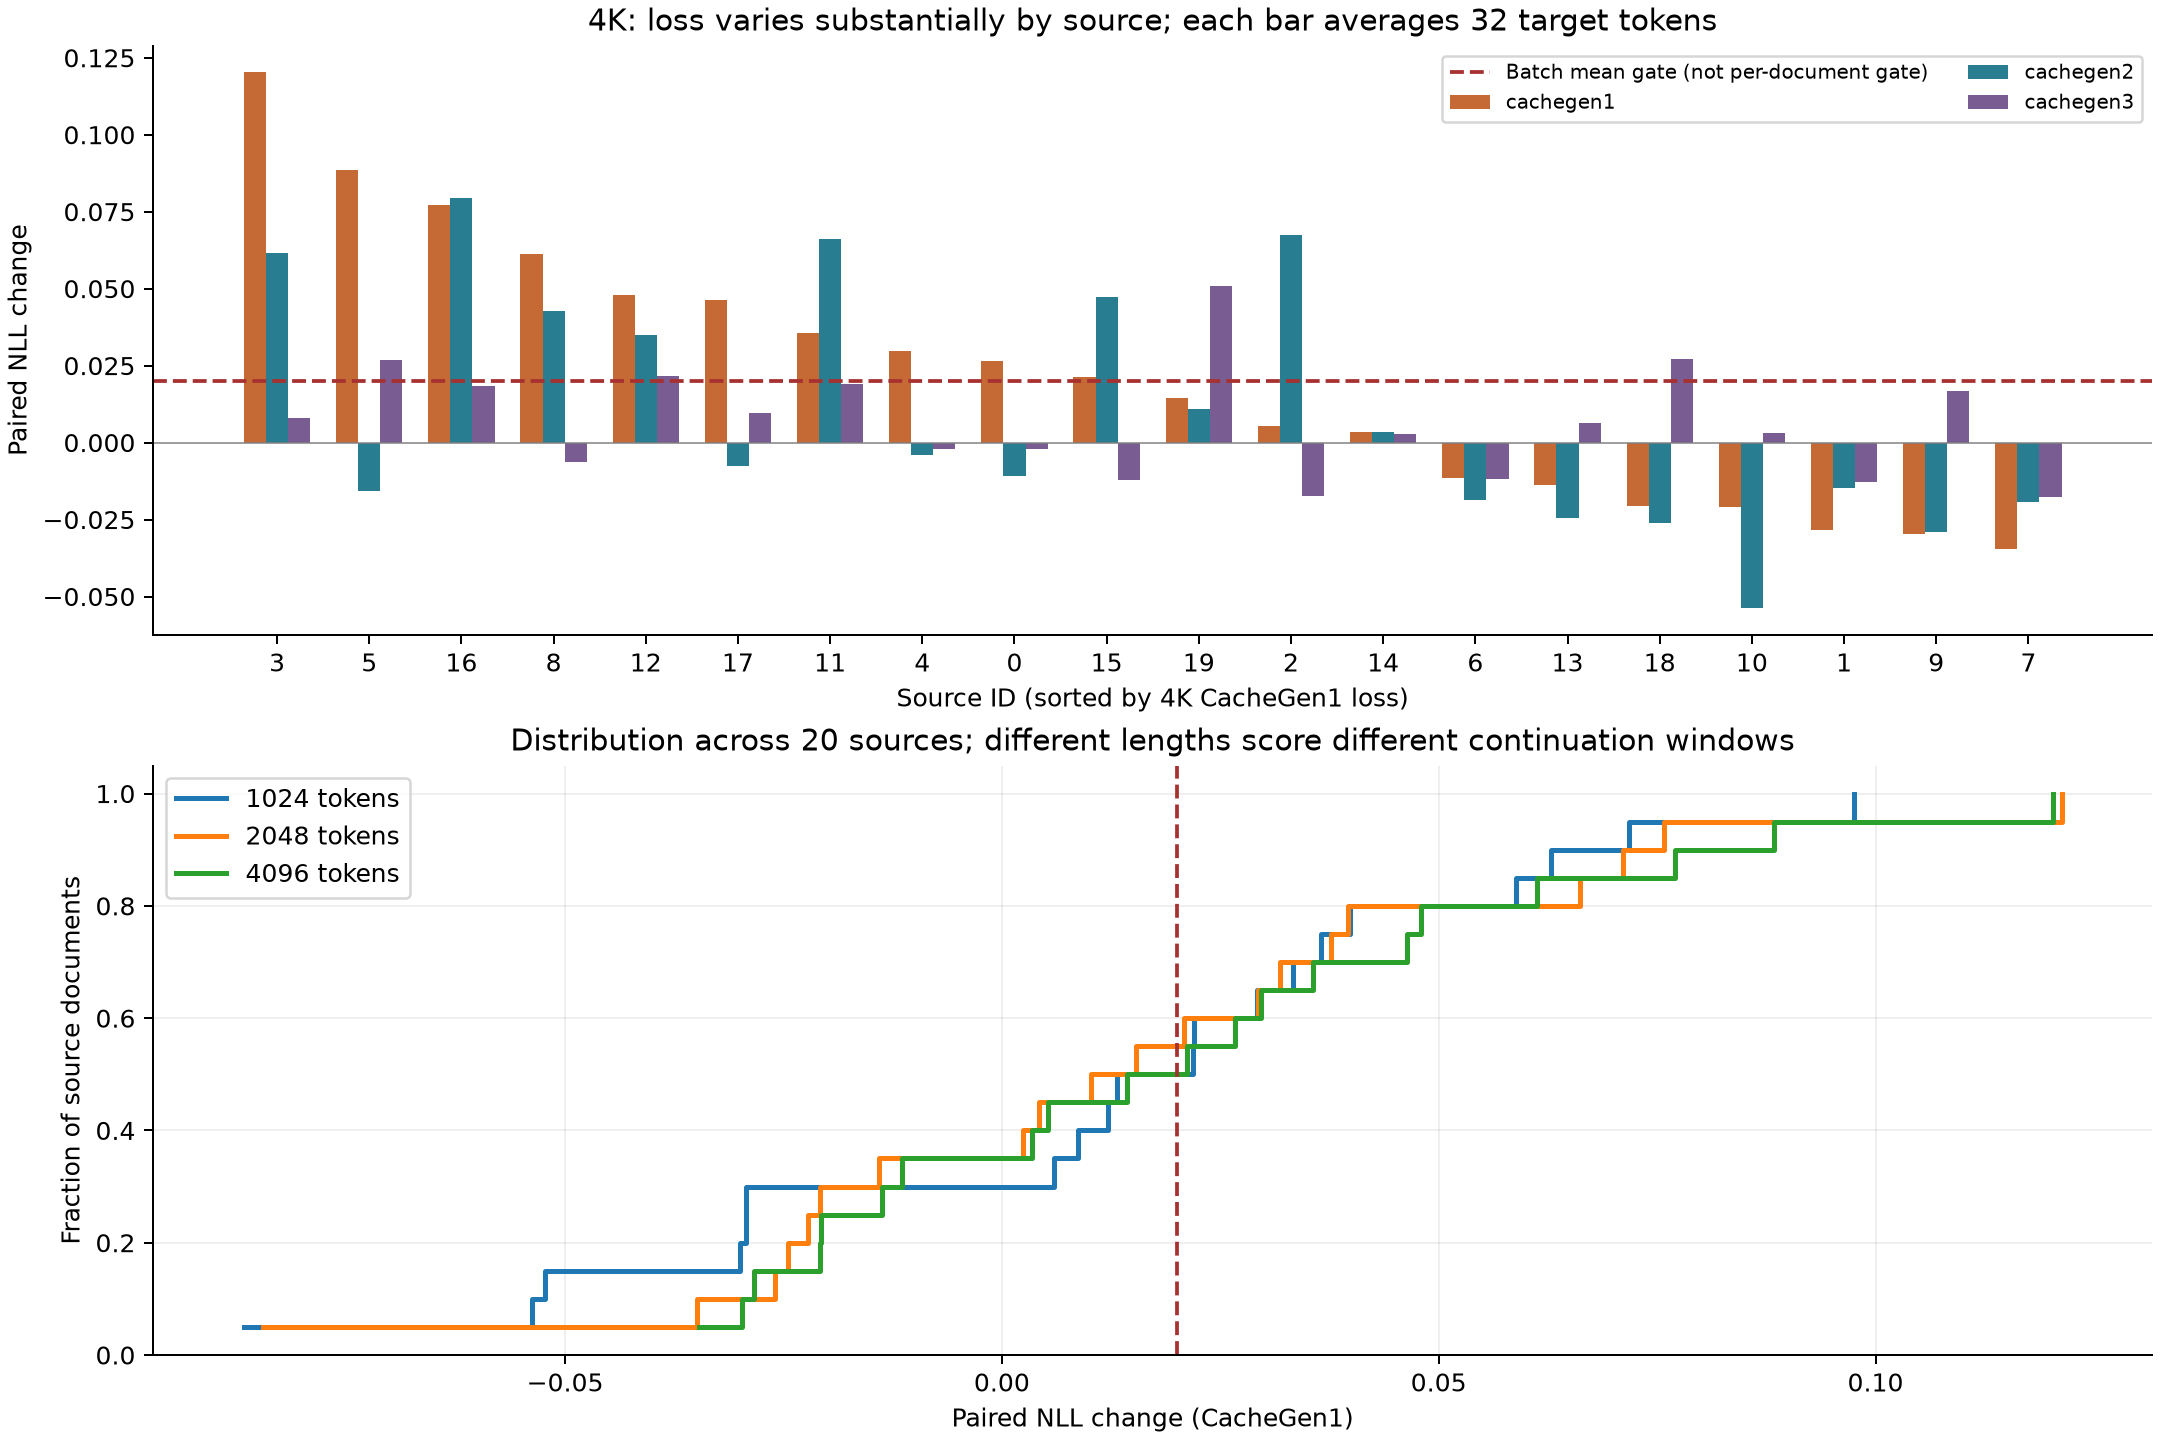 4K: loss varies substantially by source; each bar averages 32 target tokens
Paired NLL change
0.125
0.100
0.075
0.050
0.025
0.000
−0.025
−0.050
Batch mean gate (not per-document gate)
cachegen1
cachegen2
cachegen3
3 5 16 8 12 17 11 4 0 15 19 2 14 6 13 18 10 1 9 7
Source ID (sorted by 4K CacheGen1 loss)
Distribution across 20 sources; different lengths score different continuation windows
Fraction of source documents
1.0
0.8
0.6
0.4
0.2
0.0
1024 tokens
2048 tokens
4096 tokens
−0.05 0.00 0.05 0.10
Paired NLL change (CacheGen1)